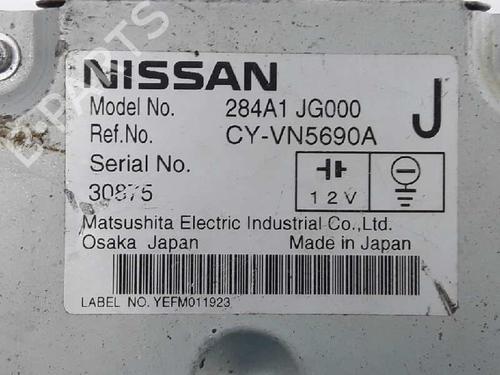 NISSAN
Model No. 284A1 JG000
Ref.No. CY-VN5690A
J
Serial No.
30875
12V
Matsushita Electric Industrial Co.,Ltd.
Osaka Japan Made in Japan
LABEL NO. YEFM011923